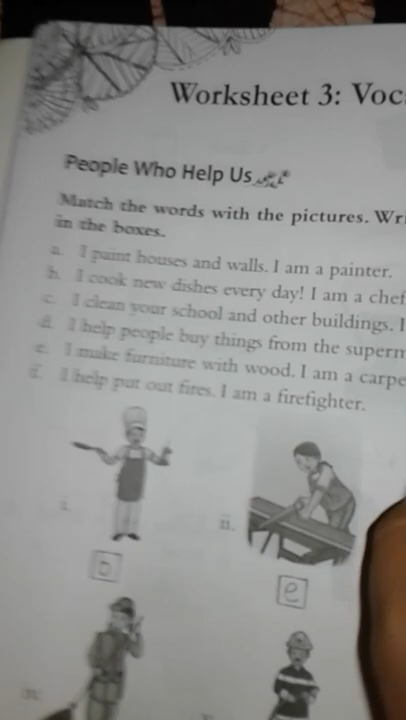 Worksheet 3: Voc
People Who Help Us
Match the words with the pictures. Wri
in the boxes.
a. I paint houses and walls. I am a painter.
b. I cook new dishes every day! I am a chef
c. I clean your school and other buildings. I
d. I help people buy things from the superm
e. I make furniture with wood. I am a carpe
f. I help put out fires. I am a firefighter.
i.
ii.
b
e
iv.